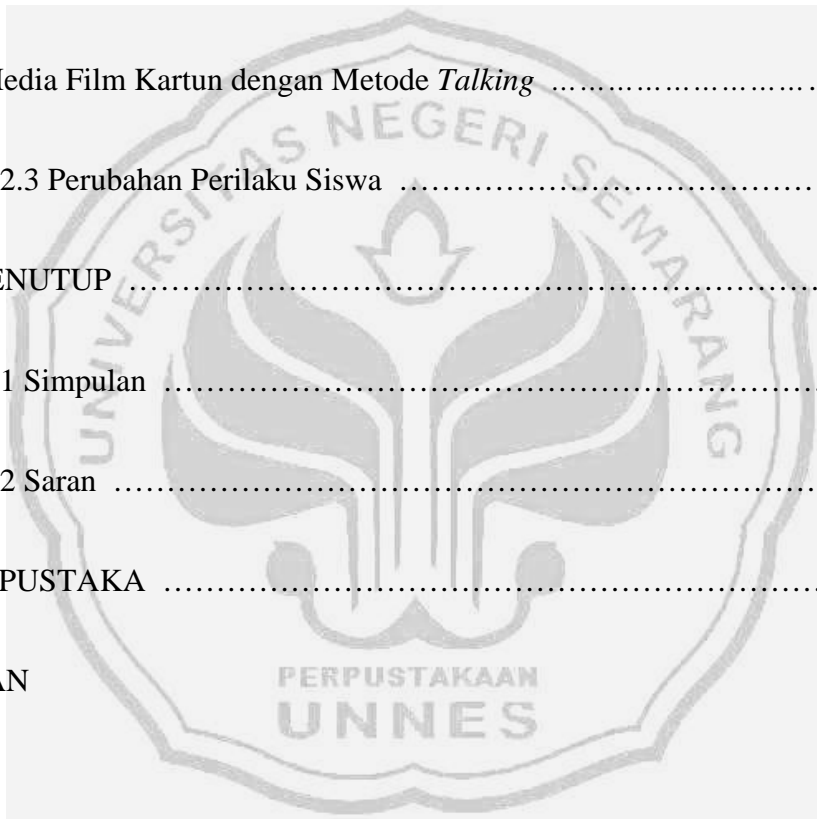 Media Film Kartun dengan Metode Talking ……………………….
2.3 Perubahan Perilaku Siswa ………………………………….
ENUTUP ………………………………………………………….
1 Simpulan ……………………………………………………….
2 Saran …………………………………………………………….
PUSTAKA ……………………………………………………….
AN
UNIVERSITAS NEGERI SEMARANG
PERPUSTAKAAN
UNNES